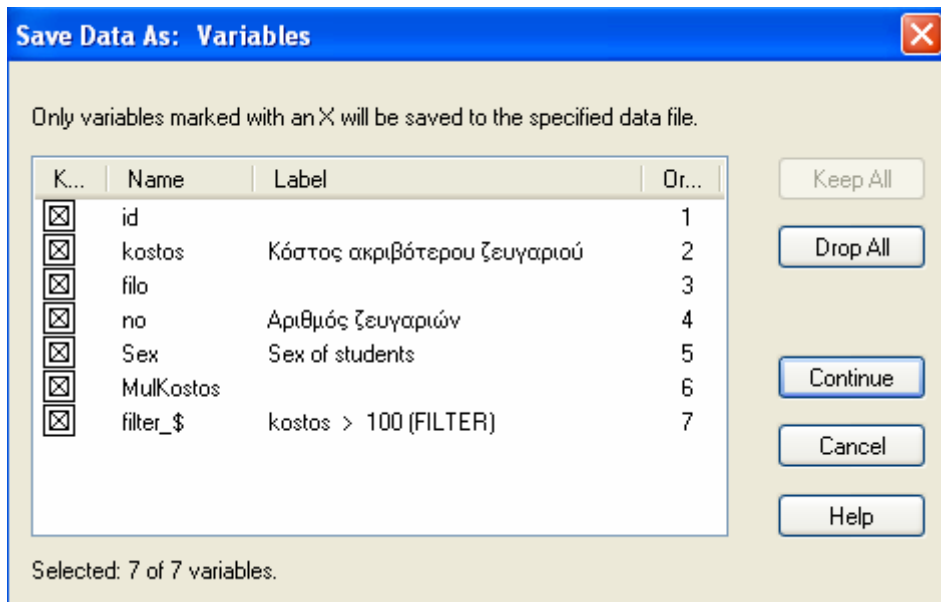 Save Data As: Variables
Only variables marked with an X will be saved to the specified data file.
K... Name Label Or... Keep All
id 1
kostos Κόστος ακριβότερου ζευγαριού 2 Drop All
filo 3
no Αριθμός ζευγαριών 4
Sex Sex of students 5
MulKostos 6 Continue
filter_$ kostos > 100 (FILTER) 7
Cancel
Help
Selected: 7 of 7 variables.